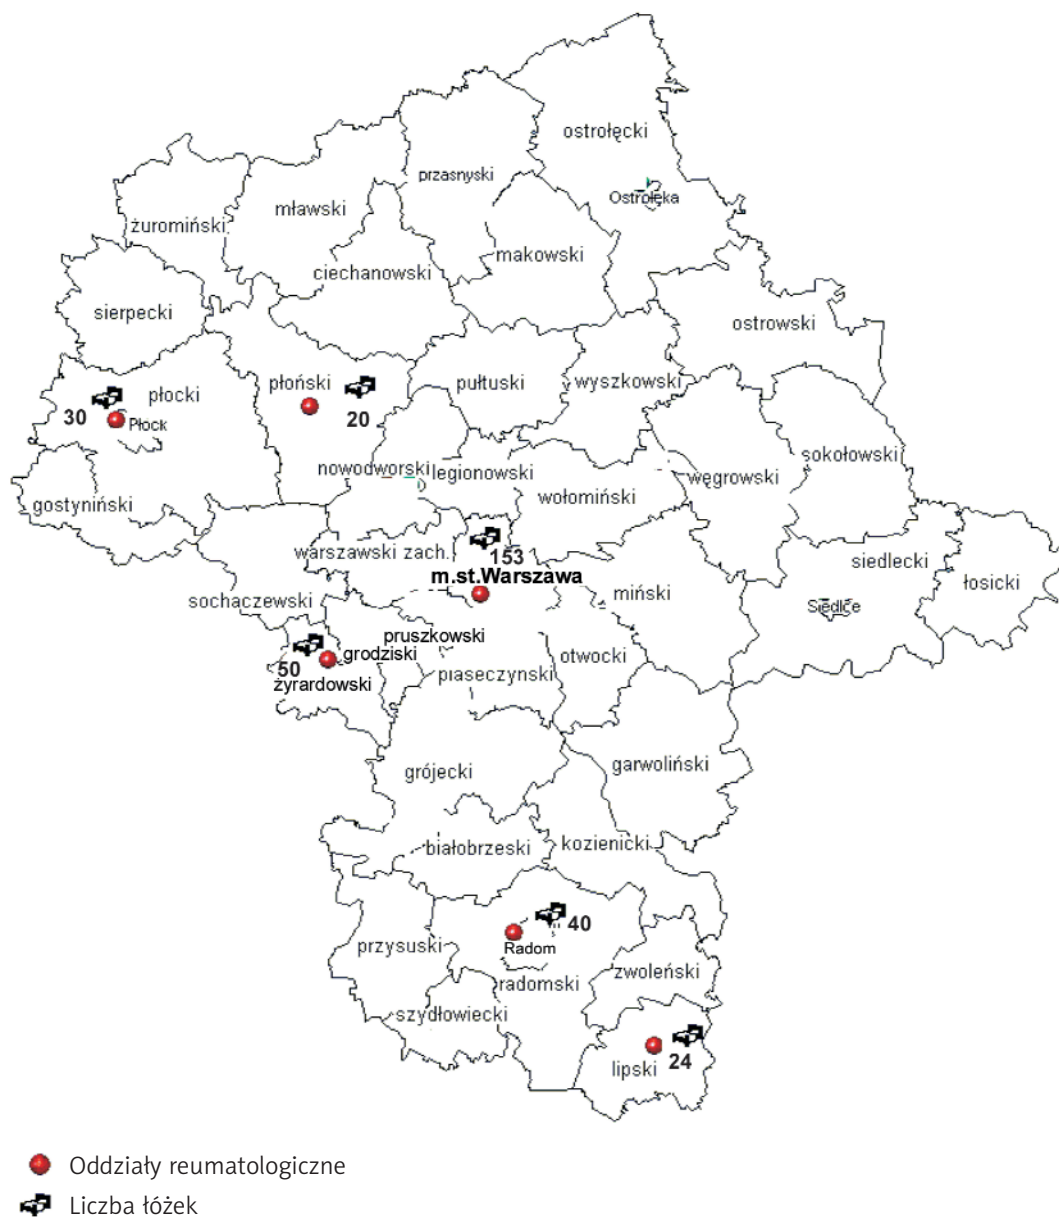 ostrołęcki
przasnyski
Ostrołęka
mławski
żuromiński
makowski
ciechanowski
sierpecki
ostrowski
płoński
pułtuski
wyszkowski
płocki
30
20
Płock
sokołowski
nowodworski
legionowski
węgrowski
wołomiński
gostyniński
warszawski zach.
153
siedlecki
m.st.Warszawa
łosicki
miński
sochaczewski
Siedlce
pruszkowski
grodziski
otwocki
50
piaseczynski
żyrardowski
grójecki
garwoliński
białobrzeski
kozienicki
40
przysuski
Radom
zwoleński
radomski
szydłowiecki
lipski
24
Oddziały reumatologiczne
Liczba łóżek